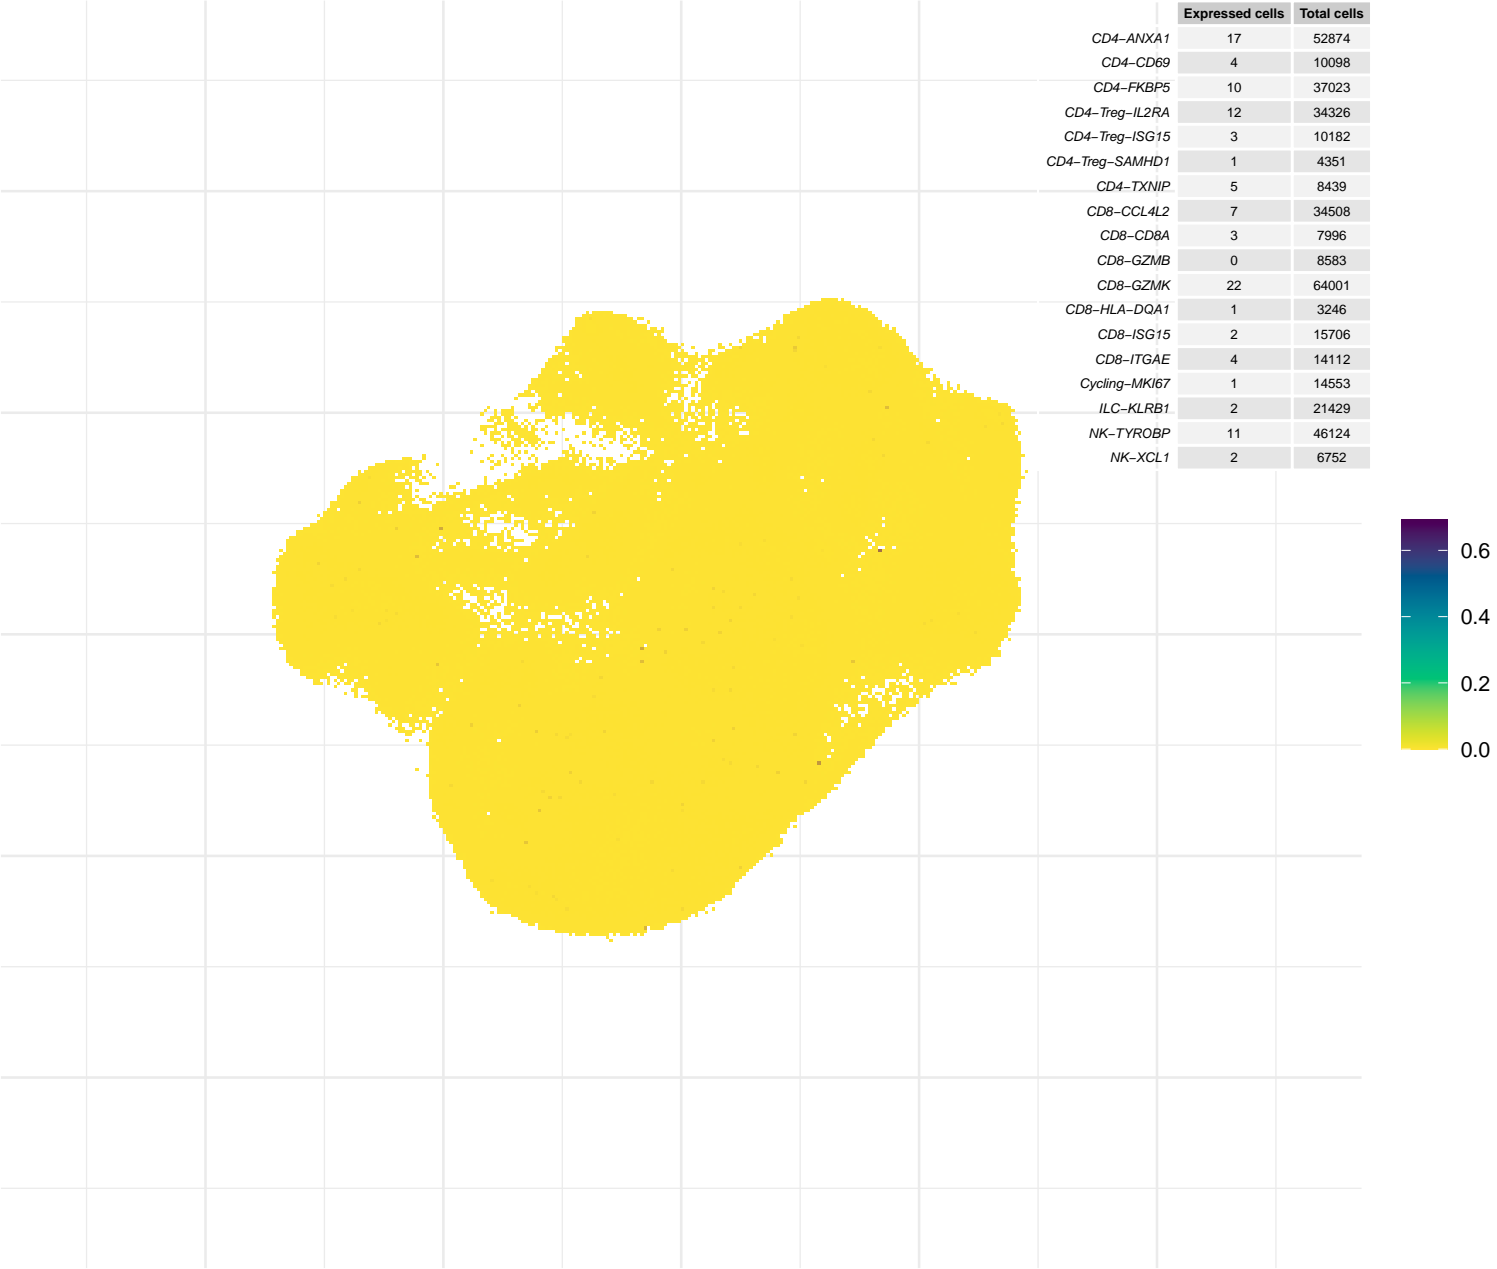 Expressed cells Total cells
CD4−ANXA1 17 52874
CD4−CD69 4 10098
CD4−FKBP5 10 37023
CD4−Treg−IL2RA 12 34326
CD4−Treg−ISG15 3 10182
CD4−Treg−SAMHD1 1 4351
CD4−TXNIP 5 8439
CD8−CCL4L2 7 34508
CD8−CD8A 3 7996
CD8−GZMB 0 8583
CD8−GZMK 22 64001
CD8−HLA−DQA1 1 3246
CD8−ISG15 2 15706
CD8−ITGAE 4 14112
Cycling−MKI67 1 14553
ILC−KLRB1 2 21429
NK−TYROBP 11 46124
NK−XCL1 2 6752
0.6
0.4
0.2
0.0